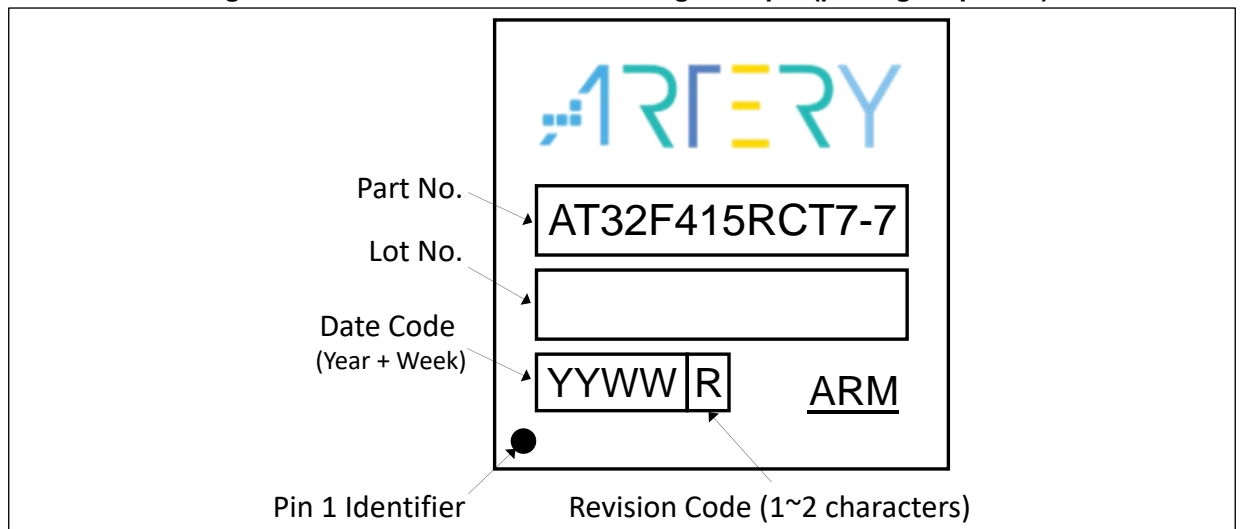 ARTERY
Part No.
AT32F415RCT7-7
Lot No.
Date Code
(Year + Week)
YYWW R
ARM
Pin 1 Identifier
Revision Code (1~2 characters)